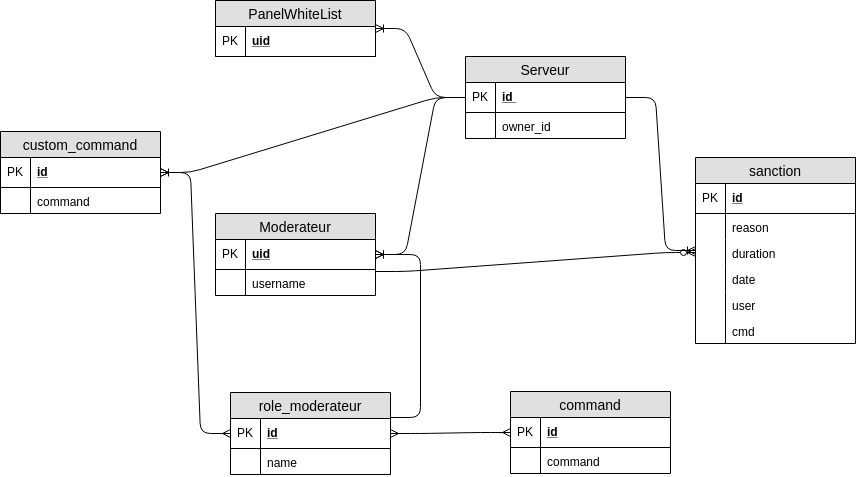 PanelWhiteList
PK uid
Serveur
PK id
owner_id
custom_command
PK id
command
sanction
PK id
reason
duration
date
user
cmd
Moderateur
PK uid
username
role_moderateur
PK id
name
command
PK id
command